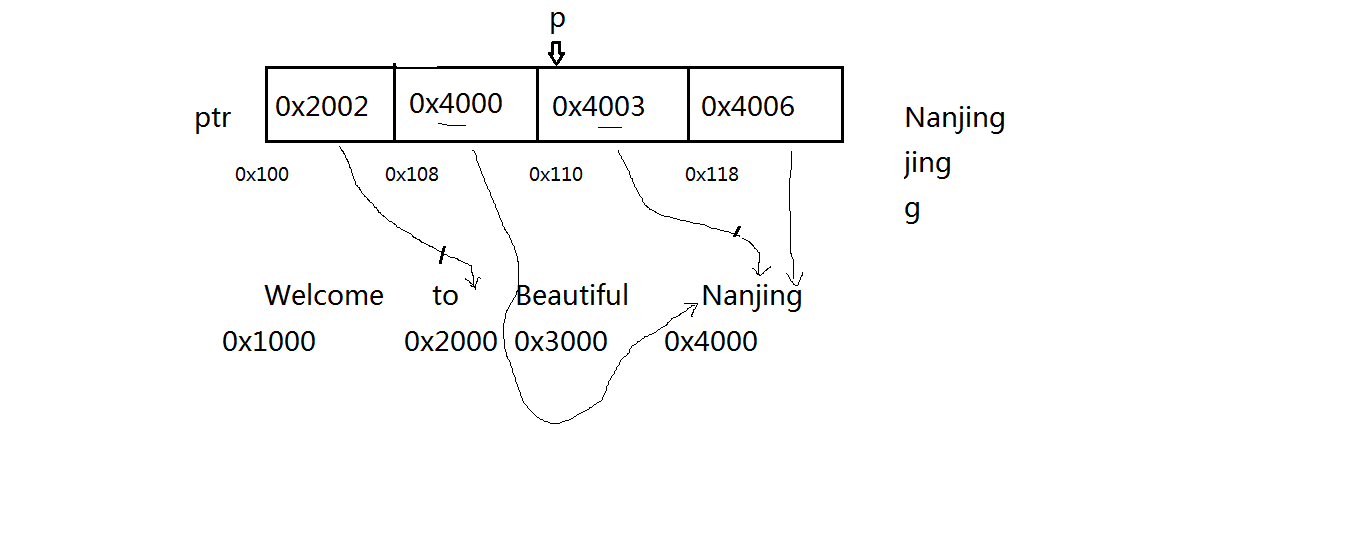 p
ptr 0x2002 0x4000 0x4003 0x4006
0x100 0x108 0x110 0x118
Welcome to Beautiful Nanjing
0x1000 0x2000 0x3000 0x4000
Nanjing
jing
g